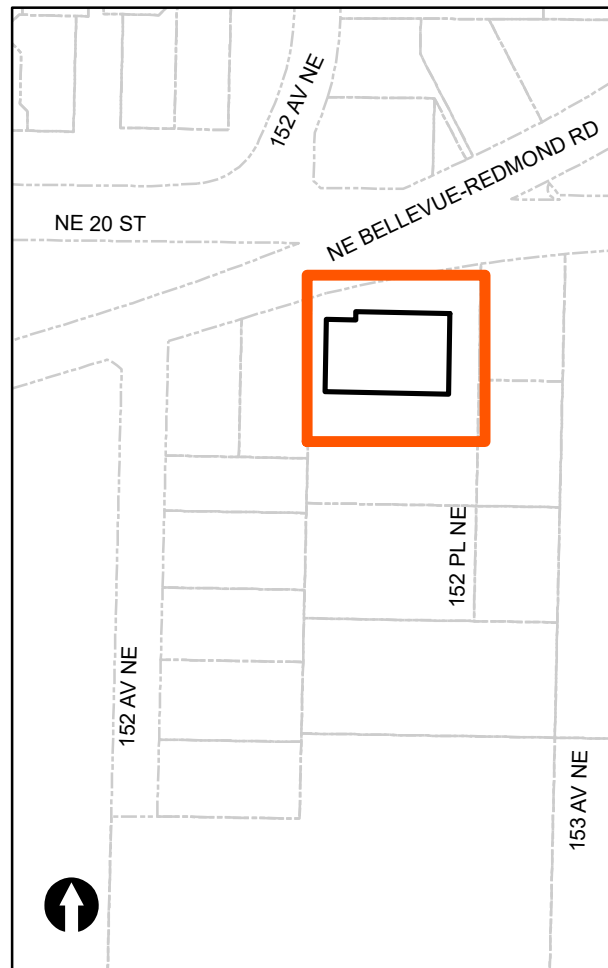 152 AV NE
NE BELLEVUE-REDMOND RD
NE 20 ST
152 PL NE
152 AV NE
153 AV NE